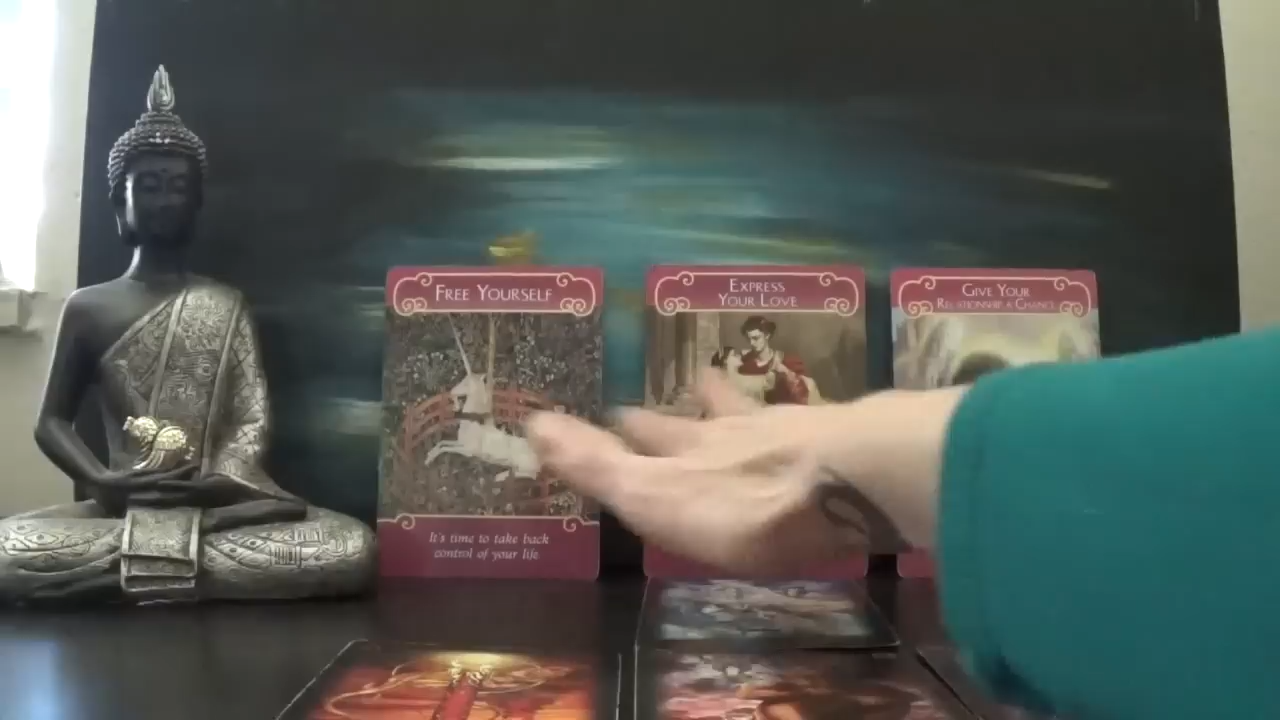 FREE YOURSELF
EXPRESS
YOUR LOVE
GIVE YOUR
RELATIONSHIP A CHANCE
It's time to take back
control of your life